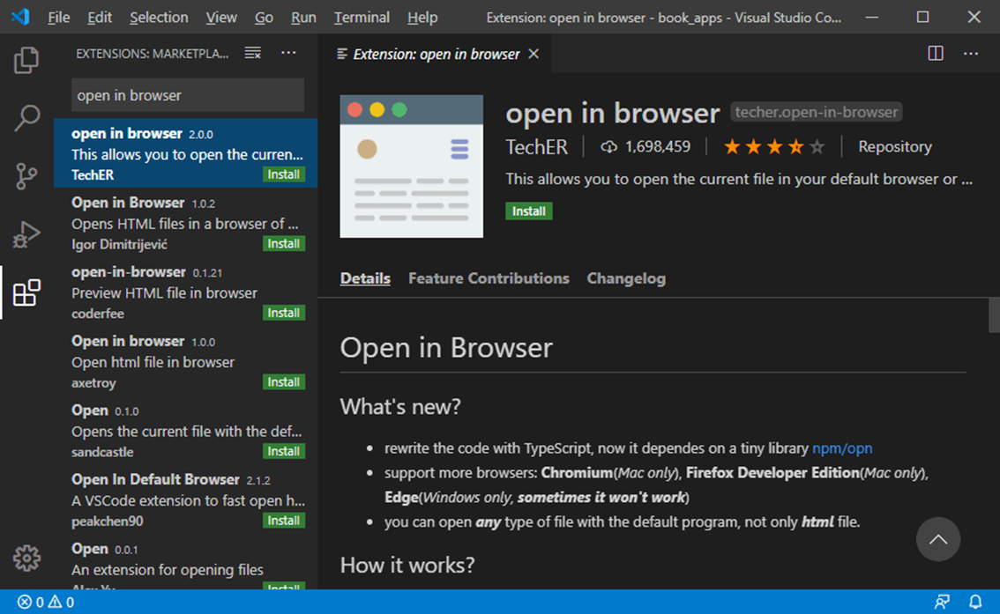 File Edit Selection View Go Run Terminal Help Extension: open in browser - book_apps - Visual Studio Co...
EXTENSIONS: MARKETPLA...
open in browser
open in browser 2.0.0
This allows you to open the curren...
TechER Install
Open in Browser 1.0.2
Opens HTML files in a browser of ...
Igor Dimitrijević Install
open-in-browser 0.1.21
Preview HTML file in browser
coderfee Install
Open in browser 1.0.0
Open html file in browser
axetroy Install
Open 0.1.0
Opens the current file with the def...
sandcastle Install
Open In Default Browser 2.1.2
A VSCode extension to fast open h...
peakchen90 Install
Open 0.0.1
An extension for opening files
Install
Extension: open in browser
open in browser techer.open-in-browser
TechER 1,698,459 Repository
This allows you to open the current file in your default browser or ...
Install
Details Feature Contributions Changelog
Open in Browser
What's new?
rewrite the code with TypeScript, now it dependes on a tiny library npm/opn
support more browsers: Chromium(Mac only), Firefox Developer Edition(Mac only),
Edge(Windows only, sometimes it won't work)
you can open any type of file with the default program, not only html file.
How it works?
0 0